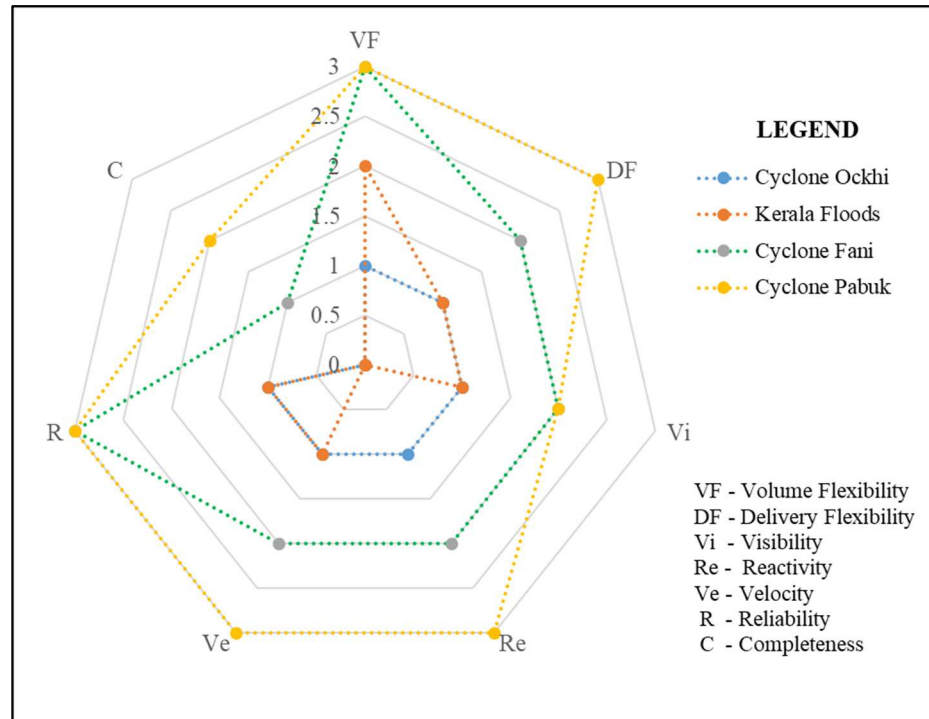 VF
3
2.5
2
1.5
1
0.5
0
C
DF
R
Vi
Ve
Re
LEGEND
Cyclone Ockhi
Kerala Floods
Cyclone Fani
Cyclone Pabuk
VF - Volume Flexibility
DF - Delivery Flexibility
Vi - Visibility
Re - Reactivity
Ve - Velocity
R - Reliability
C - Completeness